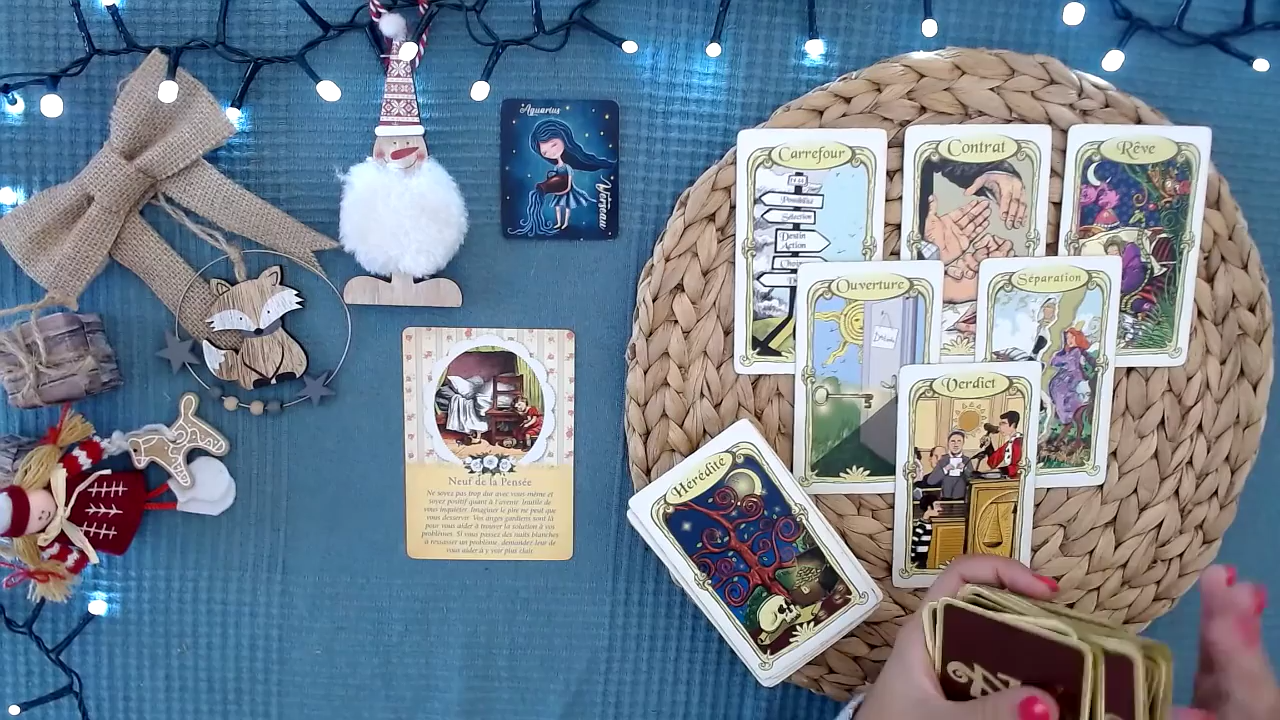 Aquarius
Verseau
Carrefour
Possibilité
Sélection
Destin
Action
Contrat
Rêve
Ouverture
Séparation
Verdict
Hérédité
Neuf de la Pensée
Ne soyez pas trop dur avec vous-même et
soyez positif quant à l'avenir. Inutile de
vous inquiéter. Imaginer le pire ne peut que
vous desservir. Vos anges gardiens sont là
pour vous aider à trouver la solution à vos
problèmes. Si vous passez des nuits blanches
à ressasser un problème, demandez-leur de
vous aider à y voir plus clair.